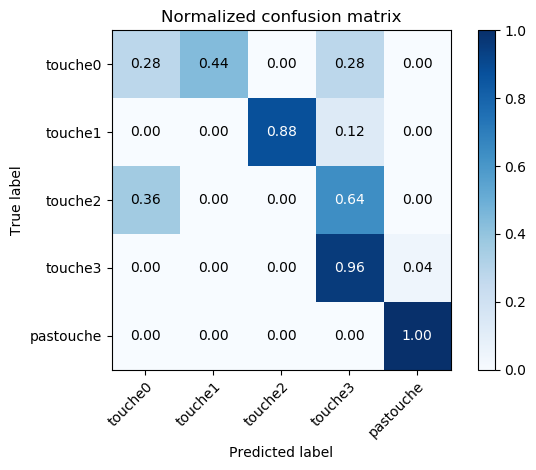 Normalized confusion matrix
True label
touche0 0.28 0.44 0.00 0.28 0.00
touche1 0.00 0.00 0.88 0.12 0.00
touche2 0.36 0.00 0.00 0.64 0.00
touche3 0.00 0.00 0.00 0.96 0.04
pastouche 0.00 0.00 0.00 0.00 1.00
touche0 touche1 touche2 touche3 pastouche
Predicted label
1.0
0.8
0.6
0.4
0.2
0.0